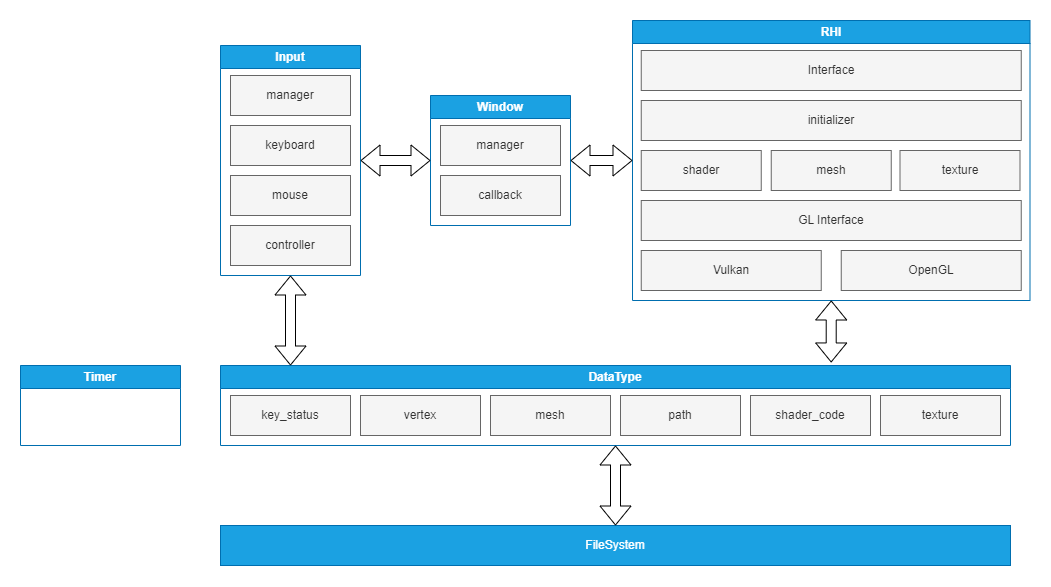 Input
manager
keyboard
mouse
controller
Window
manager
callback
RHI
Interface
initializer
shader mesh texture
GL Interface
Vulkan OpenGL
Timer
DataType
key_status vertex mesh path shader_code texture
FileSystem